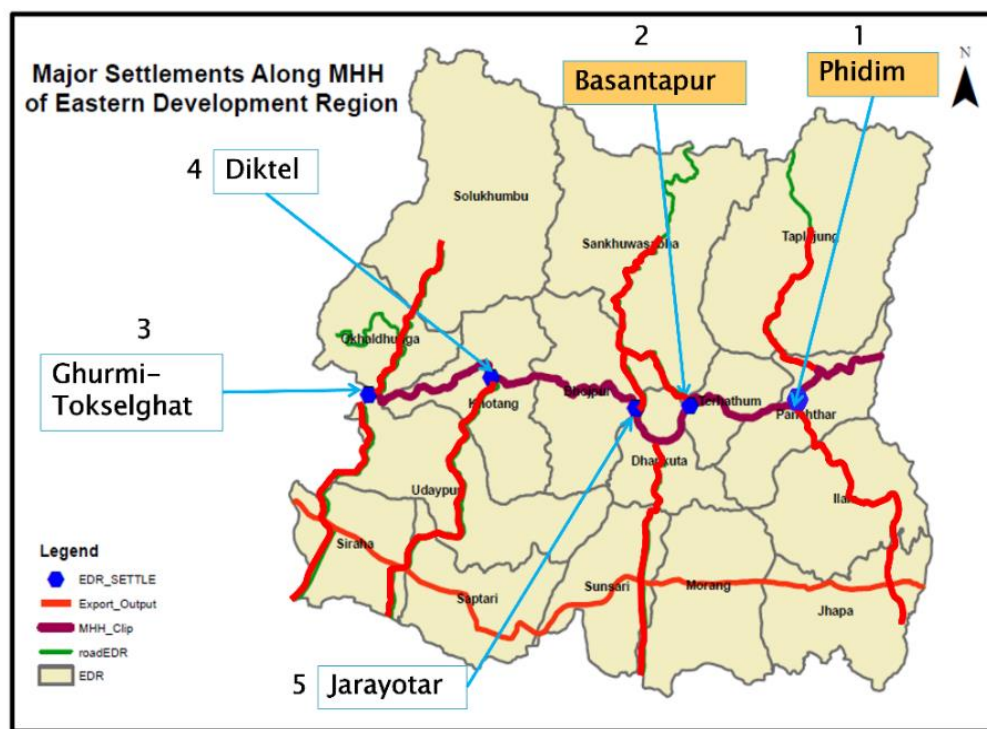 2
1
N
Major Settlements Along MHH
of Eastern Development Region
Basantapur
Phidim
4 Diktel
Solukhumbu
Sankhuwasabha
Taplejung
3
Okhaldhunga
Ghurmi-
Tokselghat
Khotang
Bhojpur
Terhathum
Panchthar
Dhankuta
Udaypur
Ilam
Siraha
Saptari
Sunsari
Morang
Jhapa
Legend
EDR_SETTLE
Export_Output
MHH_Clip
roadEDR
EDR
5 Jarayotar